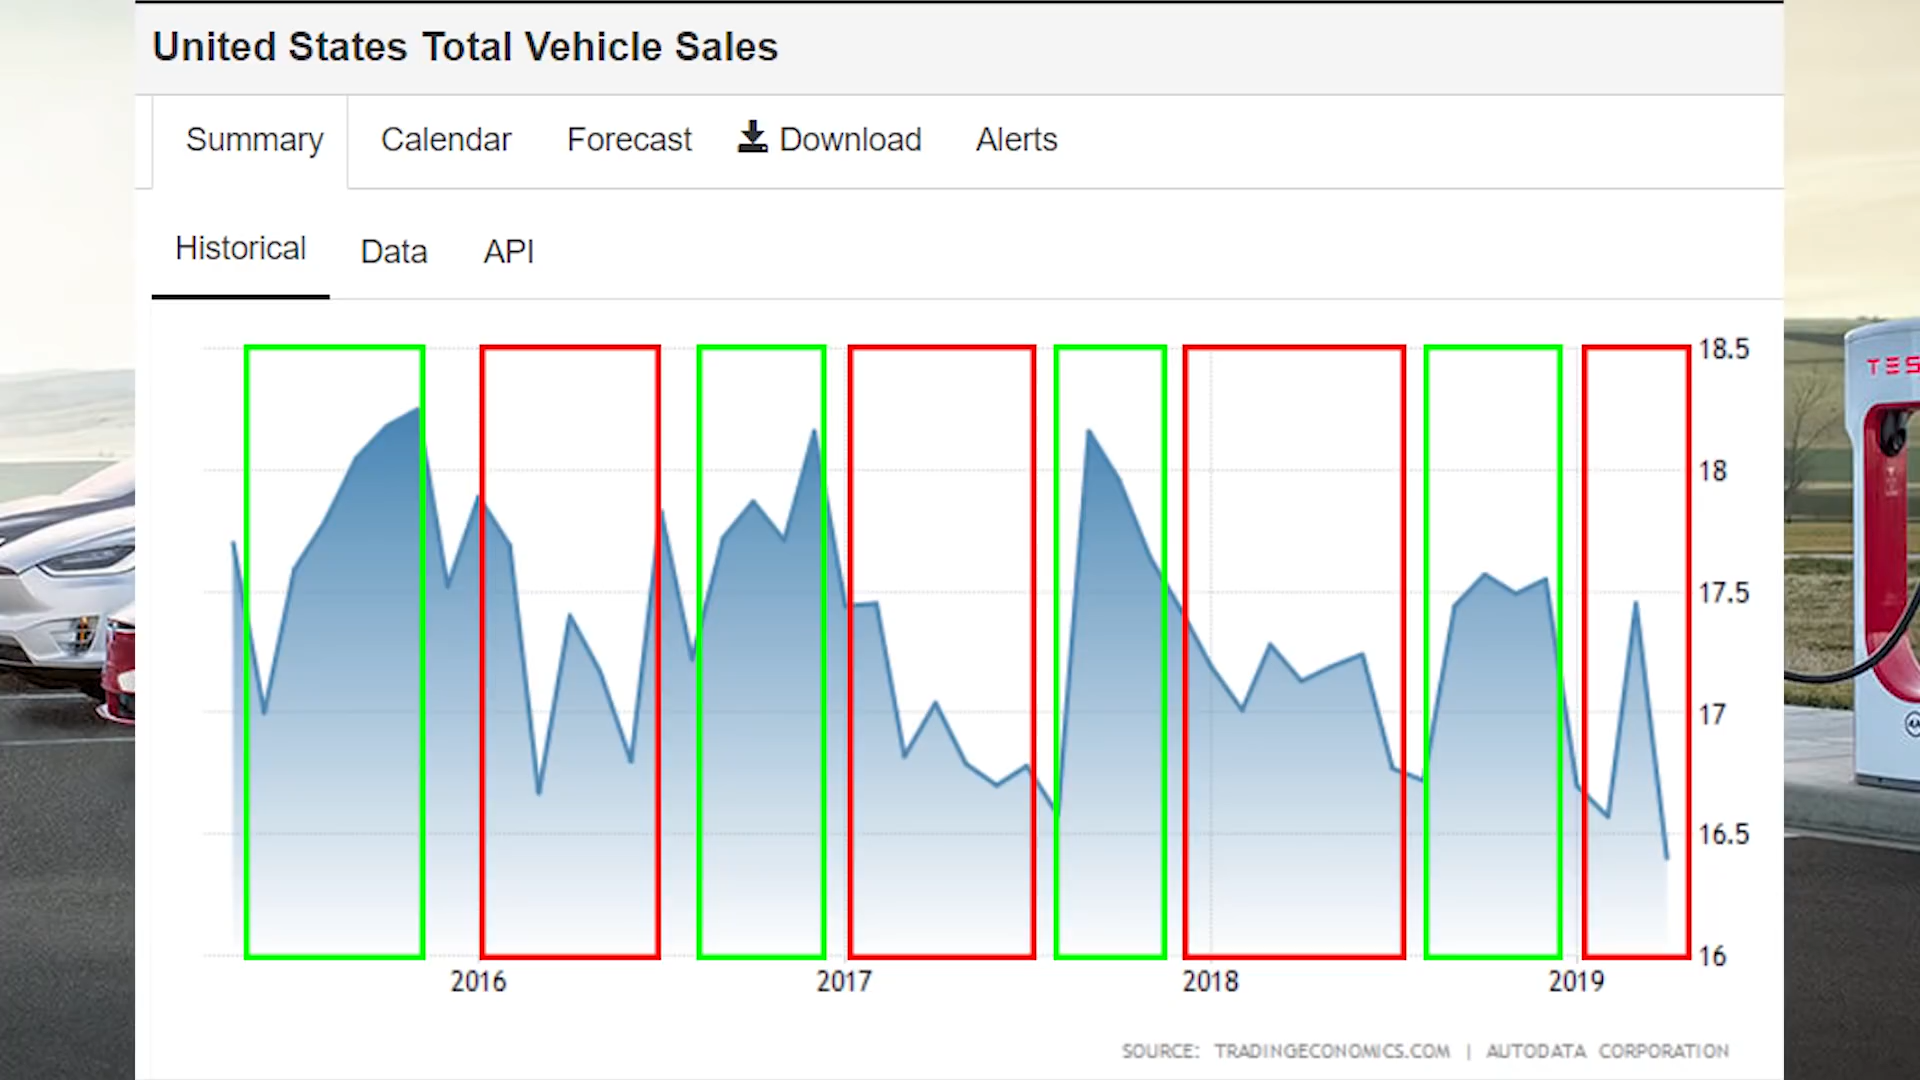 United States Total Vehicle Sales
Summary Calendar Forecast Download Alerts
Historical Data API
18.5
18
17.5
17
16.5
16
2016 2017 2018 2019
SOURCE: TRADINGECONOMICS.COM | AUTODATA CORPORATION
TES